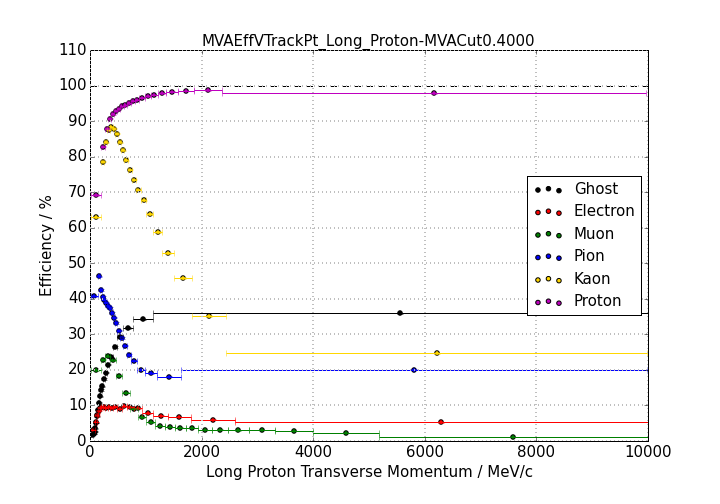 MVAEffVTrackPt_Long_Proton-MVACut0.4000
110
100
90
80
70
60
50
40
30
20
10
0
Efficiency / %
Ghost
Electron
Muon
Pion
Kaon
Proton
0 2000 4000 6000 8000 10000
Long Proton Transverse Momentum / MeV/c